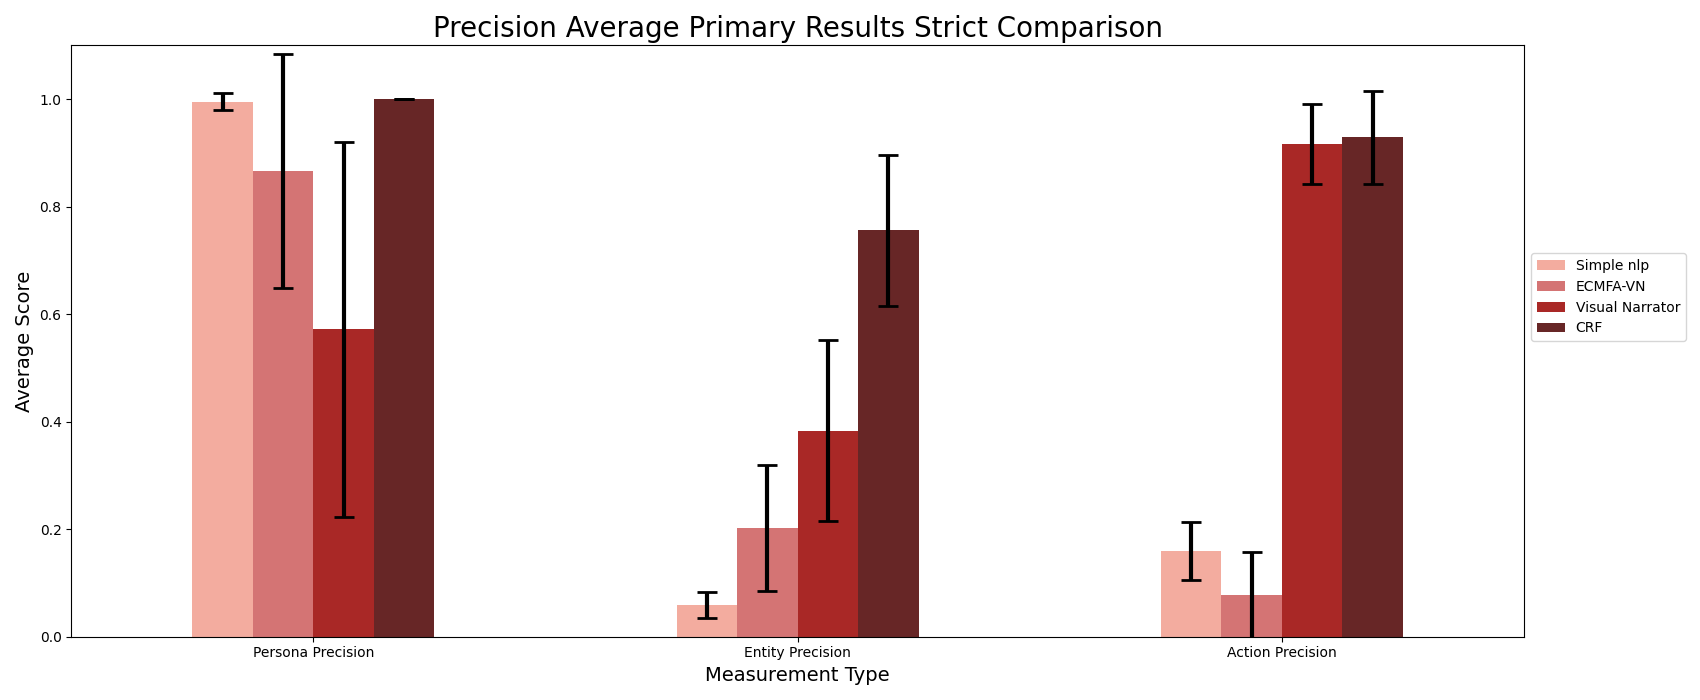 Precision Average Primary Results Strict Comparison
Average Score
1.0
0.8
0.6
0.4
0.2
0.0
Persona Precision
Entity Precision
Action Precision
Measurement Type
Simple nlp
ECMFA-VN
Visual Narrator
CRF